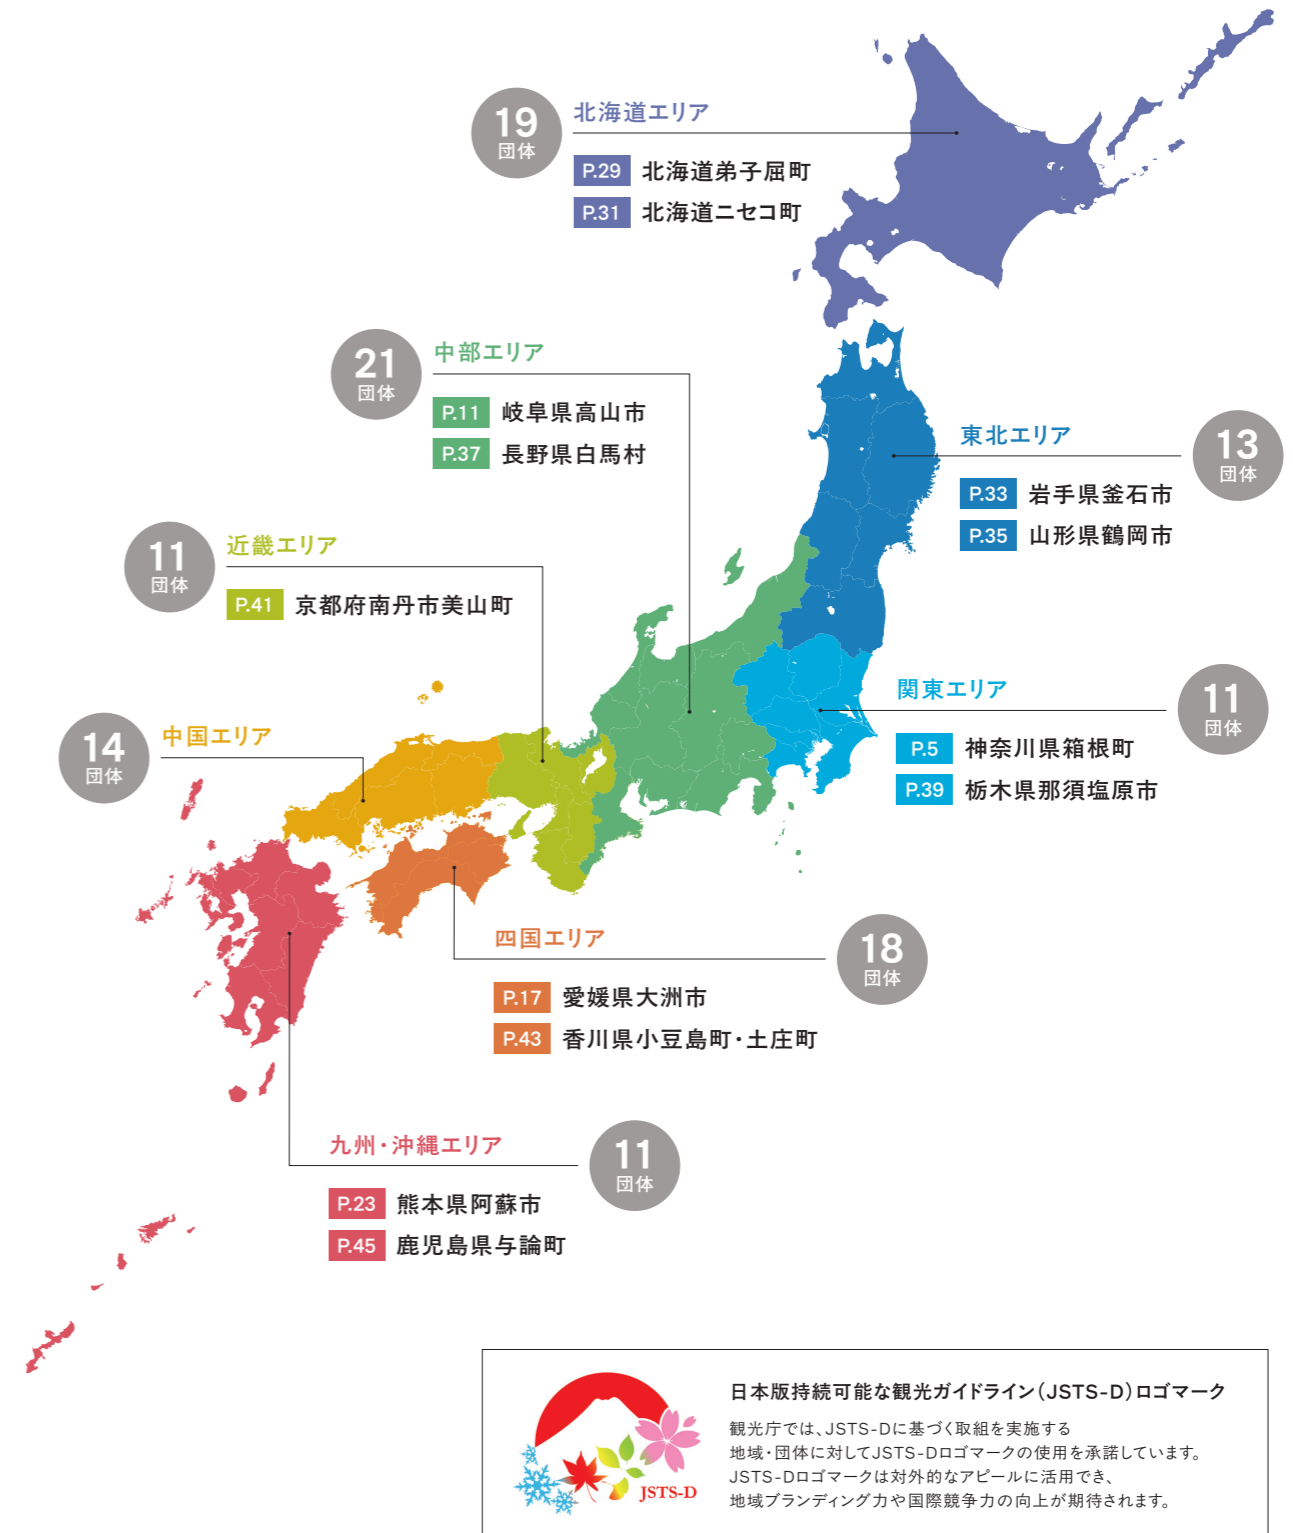 19
団体
北海道エリア
P.29 北海道弟子屈町
P.31 北海道ニセコ町
21
団体
中部エリア
P.11 岐阜県高山市
P.37 長野県白馬村
東北エリア
13
団体
P.33 岩手県釜石市
P.35 山形県鶴岡市
11
団体
近畿エリア
P.41 京都府南丹市美山町
関東エリア
11
団体
P.5 神奈川県箱根町
P.39 栃木県那須塩原市
14
団体
中国エリア
四国エリア
18
団体
P.17 愛媛県大洲市
P.43 香川県小豆島町・土庄町
九州・沖縄エリア
11
団体
P.23 熊本県阿蘇市
P.45 鹿児島県与論町
JSTS-D
日本版持続可能な観光ガイドライン（JSTS-D）ロゴマーク
観光庁では、JSTS-Dに基づく取組を実施する
地域・団体に対してJSTS-Dロゴマークの使用を承諾しています。
JSTS-Dロゴマークは対外的なアピールに活用でき、
地域ブランディング力や国際競争力の向上が期待されます。